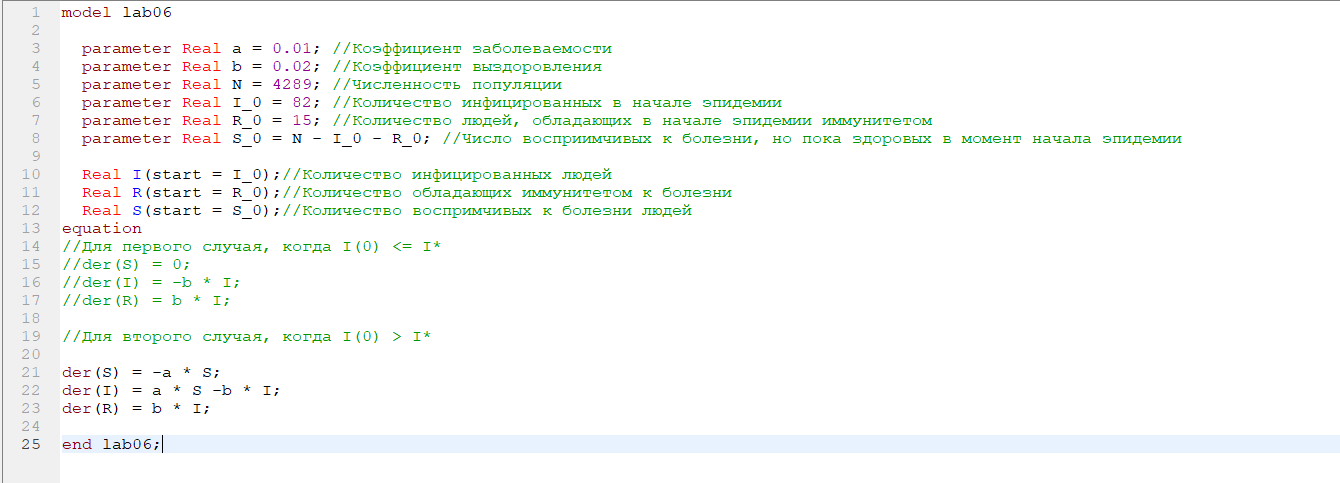 1 model lab06
2
3 parameter Real a = 0.01; //Коэффициент заболеваемости
4 parameter Real b = 0.02; //Коэффициент выздоровления
5 parameter Real N = 4289; //Численность популяции
6 parameter Real I_0 = 82; //Количество инфицированных в начале эпидемии
7 parameter Real R_0 = 15; //Количество людей, обладающих в начале эпидемии иммунитетом
8 parameter Real S_0 = N - I_0 - R_0; //Число восприимчивых к болезни, но пока здоровых в момент начала эпидемии
9
10 Real I(start = I_0);//Количество инфицированных людей
11 Real R(start = R_0);//Количество обладающих иммунитетом к болезни
12 Real S(start = S_0);//Количество воспримчивых к болезни людей
13 equation
14 //Для первого случая, когда I(0) <= I*
15 //der(S) = 0;
16 //der(I) = -b * I;
17 //der(R) = b * I;
18
19 //Для второго случая, когда I(0) > I*
20
21 der(S) = -a * S;
22 der(I) = a * S -b * I;
23 der(R) = b * I;
24
25 end lab06;